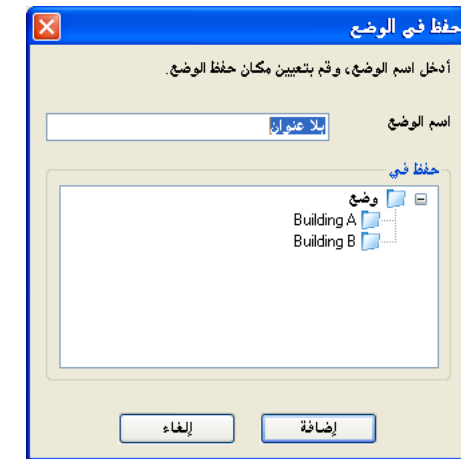 حفظ في الوضع
أدخل اسم الوضع، وقم بتعيين مكان حفظ الوضع.
اسم الوضع
بلا عنوان
حفظ في
وضع
Building A
Building B
إضافة
إلغاء